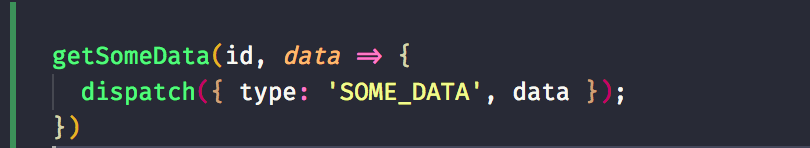 getSomeData(id, data => {
  dispatch({ type: 'SOME_DATA', data });
})